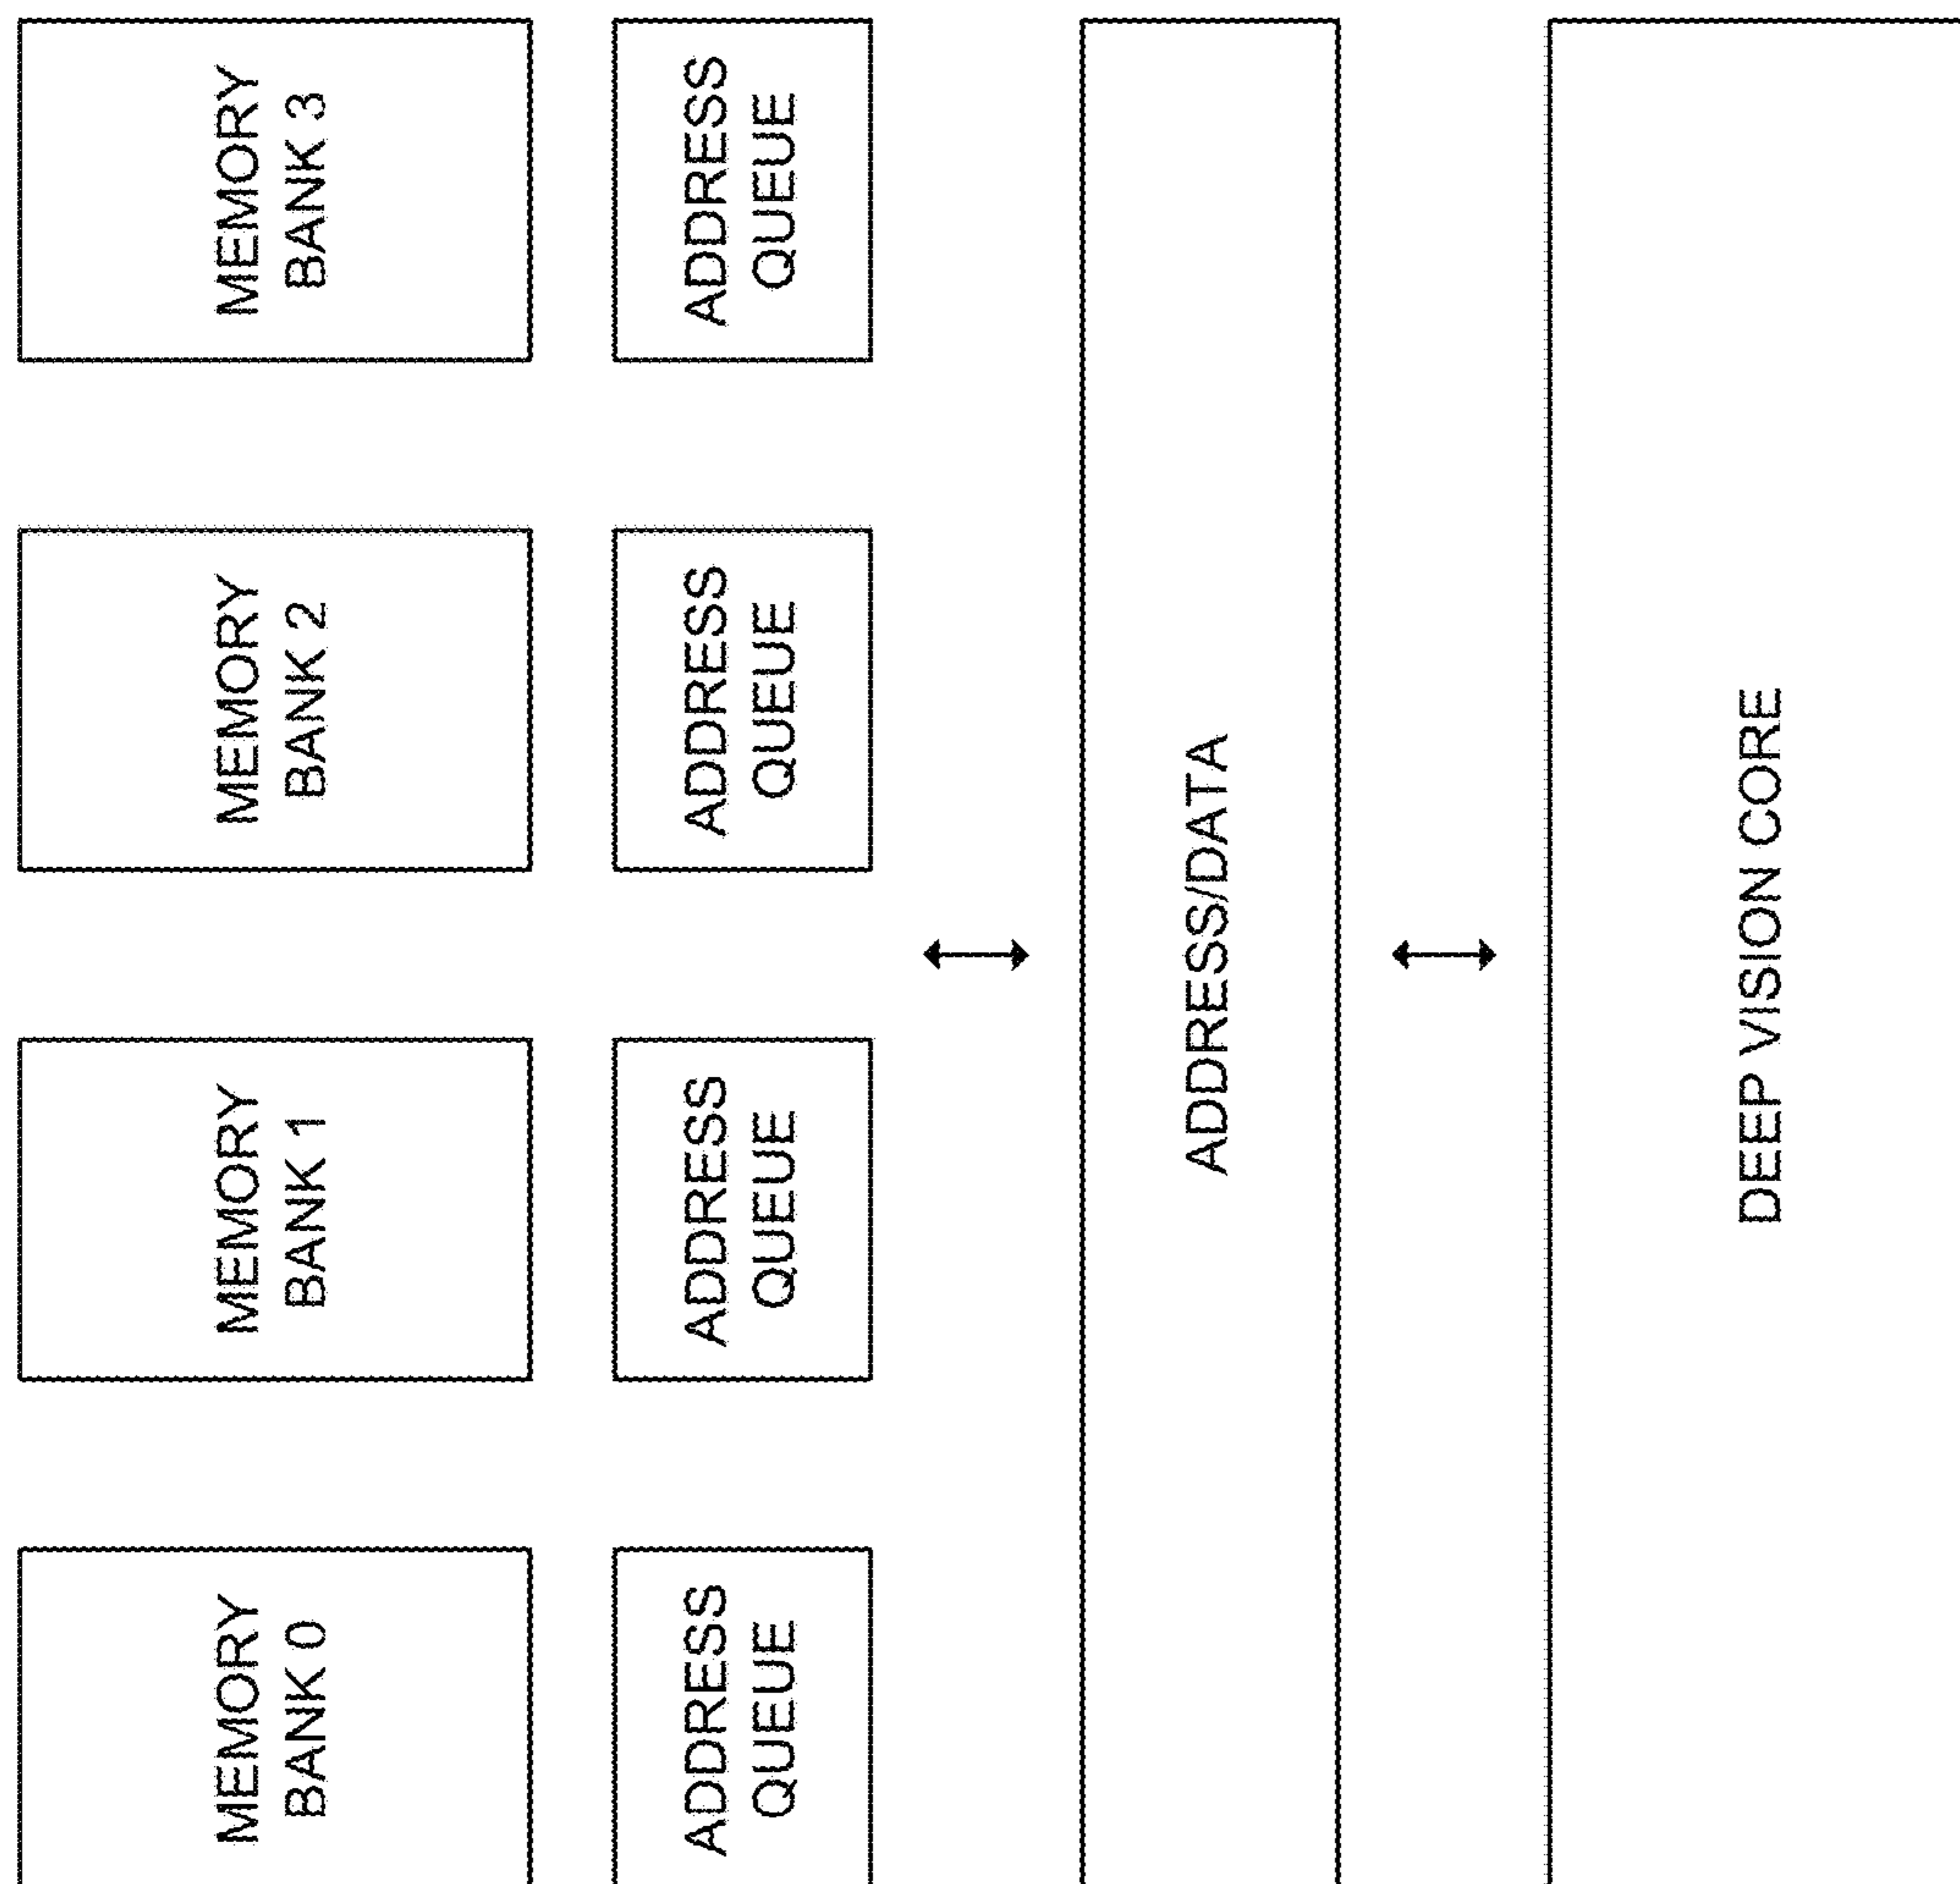 MEMORY
BANK 0
MEMORY
BANK 1
MEMORY
BANK 2
MEMORY
BANK 3
ADDRESS
QUEUE
ADDRESS
QUEUE
ADDRESS
QUEUE
ADDRESS
QUEUE
ADDRESS/DATA
DEEP VISION CORE